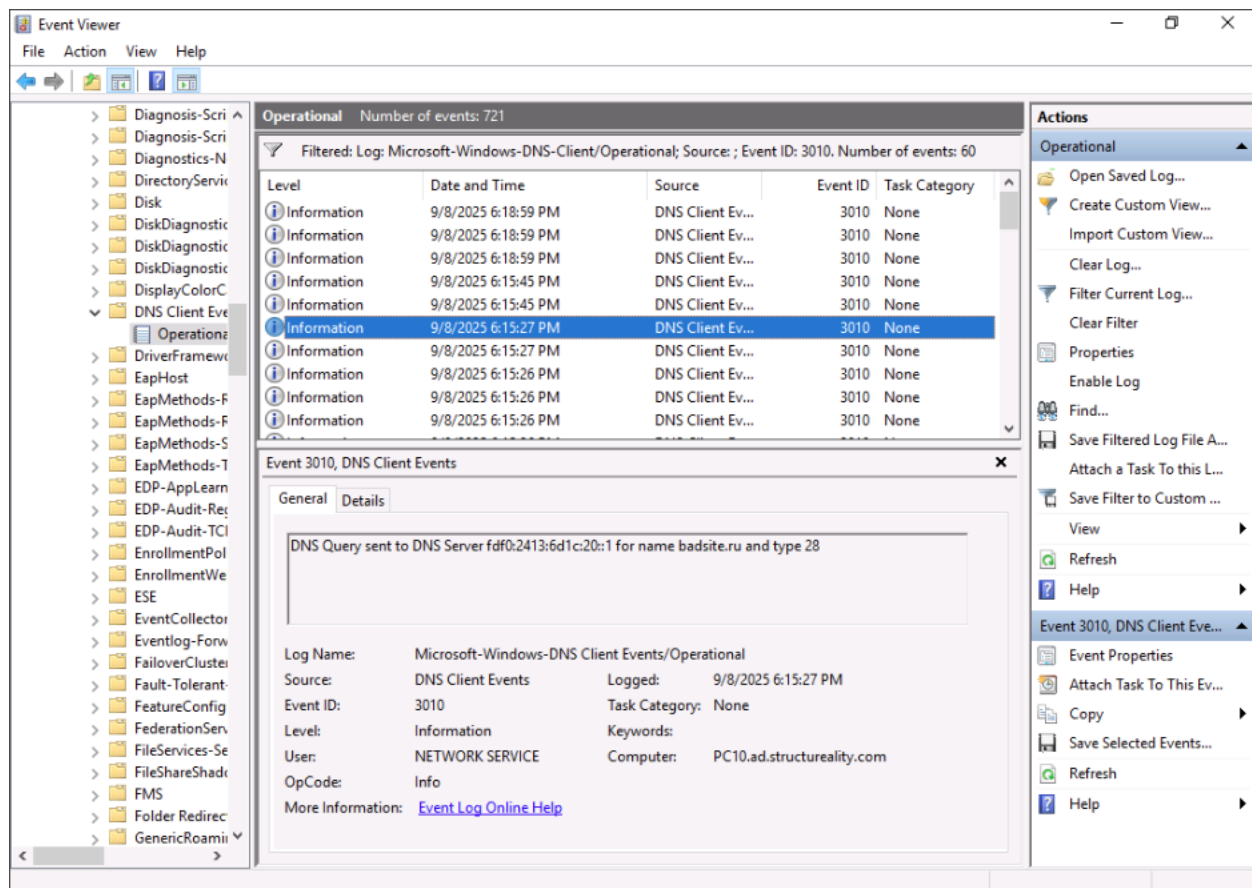 Event Viewer
File Action View Help
Diagnosis-Scri
Diagnosis-Scri
Diagnostics-N
DirectoryServic
Disk
DiskDiagnostic
DiskDiagnostic
DiskDiagnostic
DisplayColorC
DNS Client Eve
Operationa
DriverFramewo
EapHost
EapMethods-R
EapMethods-R
EapMethods-S
EapMethods-T
EDP-AppLearn
EDP-Audit-Reg
EDP-Audit-TCI
EnrollmentPol
EnrollmentWe
ESE
EventCollector
Eventlog-Forw
FailoverCluster
Fault-Tolerant-
FeatureConfig
FederationServ
FileServices-Se
FileShareShado
FMS
Folder Redirec
GenericRoami
Operational Number of events: 721
Filtered: Log: Microsoft-Windows-DNS-Client/Operational; Source: ; Event ID: 3010. Number of events: 60
Level Date and Time Source Event ID Task Category
Information 9/8/2025 6:18:59 PM DNS Client Ev... 3010 None
Information 9/8/2025 6:18:59 PM DNS Client Ev... 3010 None
Information 9/8/2025 6:18:59 PM DNS Client Ev... 3010 None
Information 9/8/2025 6:15:45 PM DNS Client Ev... 3010 None
Information 9/8/2025 6:15:45 PM DNS Client Ev... 3010 None
Information 9/8/2025 6:15:27 PM DNS Client Ev... 3010 None
Information 9/8/2025 6:15:27 PM DNS Client Ev... 3010 None
Information 9/8/2025 6:15:26 PM DNS Client Ev... 3010 None
Information 9/8/2025 6:15:26 PM DNS Client Ev... 3010 None
Information 9/8/2025 6:15:26 PM DNS Client Ev... 3010 None
Event 3010, DNS Client Events
General Details
DNS Query sent to DNS Server fdf0:2413:6d1c:20::1 for name badsite.ru and type 28
Log Name: Microsoft-Windows-DNS Client Events/Operational
Source: DNS Client Events Logged: 9/8/2025 6:15:27 PM
Event ID: 3010 Task Category: None
Level: Information Keywords:
User: NETWORK SERVICE Computer: PC10.ad.structureality.com
OpCode: Info
More Information: Event Log Online Help
Actions
Operational
Open Saved Log...
Create Custom View...
Import Custom View...
Clear Log...
Filter Current Log...
Clear Filter
Properties
Enable Log
Find...
Save Filtered Log File A...
Attach a Task To this L...
Save Filter to Custom ...
View
Refresh
Help
Event 3010, DNS Client Eve...
Event Properties
Attach Task To This Ev...
Copy
Save Selected Events...
Refresh
Help